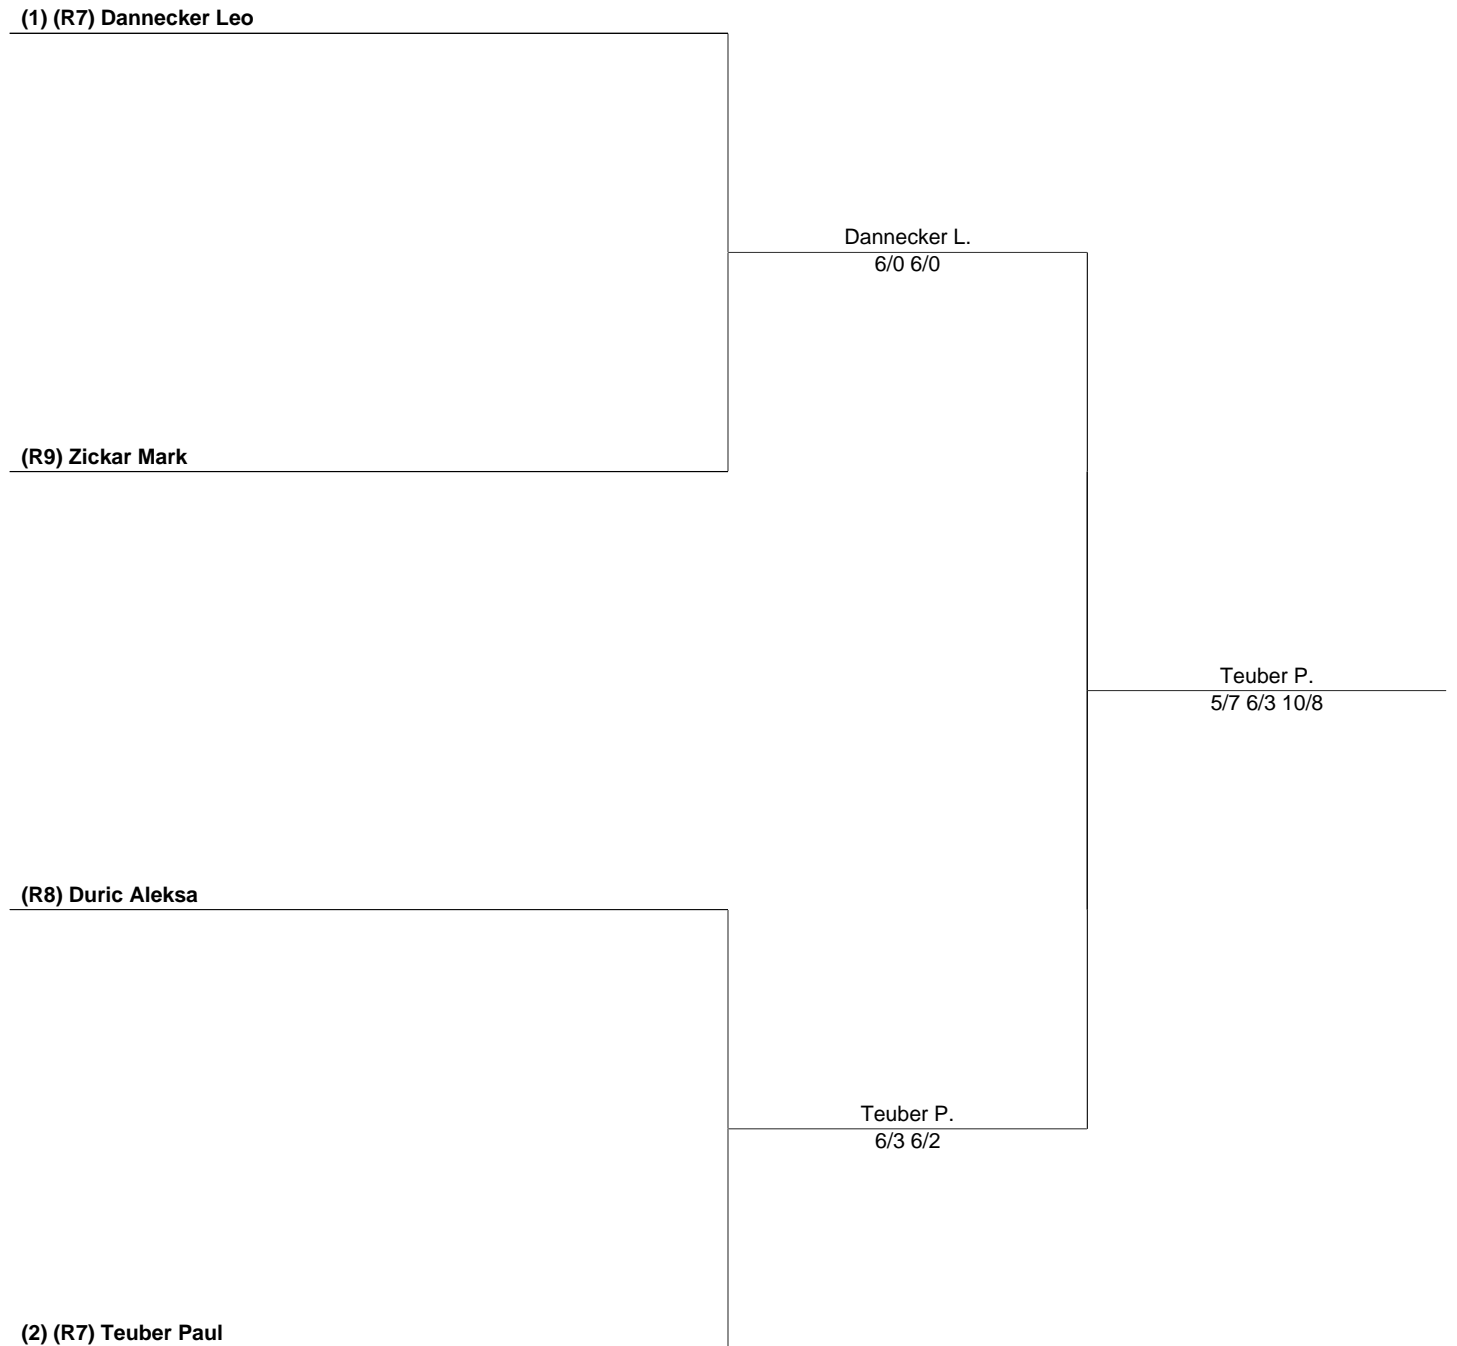 (1) (R7) Dannecker Leo
Dannecker L.
6/0 6/0
(R9) Zickar Mark
Teuber P.
5/7 6/3 10/8
(R8) Duric Aleksa
Teuber P.
6/3 6/2
(2) (R7) Teuber Paul